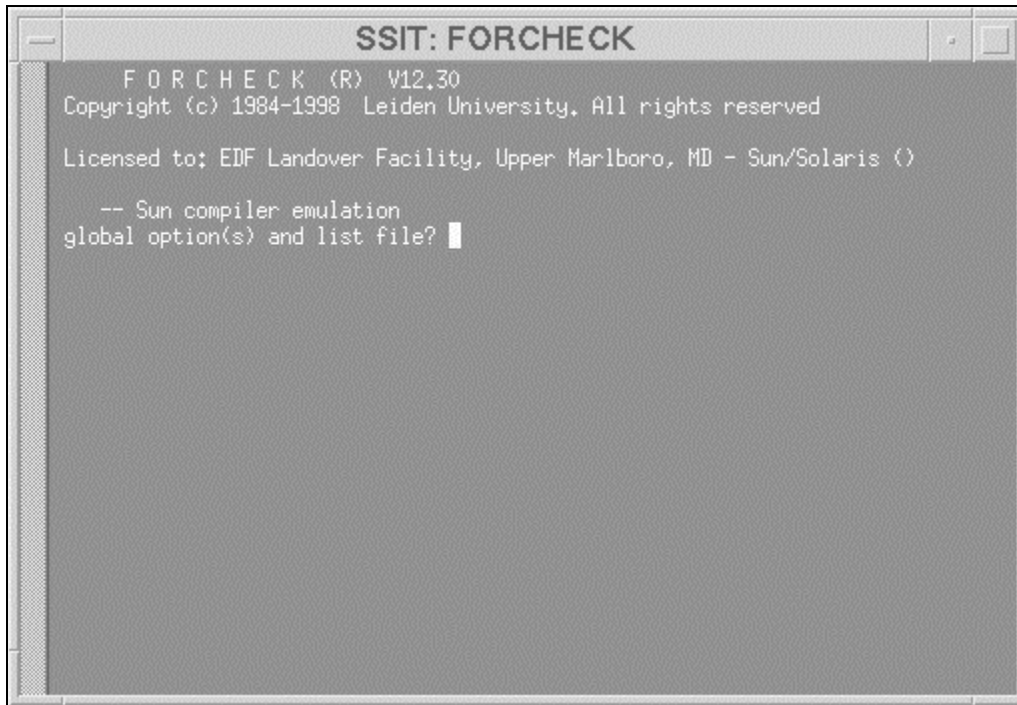 SSIT: FORCHECK
F O R C H E C K (R) V12.30
Copyright (c) 1984-1998 Leiden University. All rights reserved
Licensed to: EDF Landover Facility, Upper Marlboro, MD - Sun/Solaris ()
-- Sun compiler emulation
global option(s) and list file?